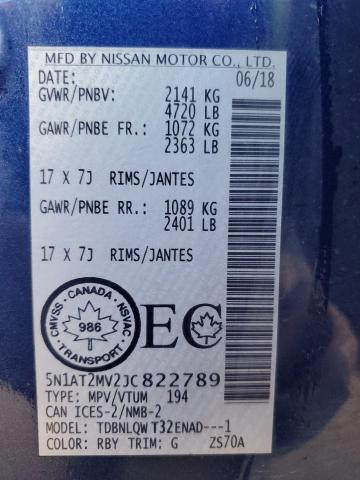 MFD BY NISSAN MOTOR CO., LTD.
DATE: 06/18
GVWR/PNBV: 2141 KG
4720 LB
GAWR/PNBE FR.: 1072 KG
2363 LB
17 X 7J RIMS/JANTES
GAWR/PNBE RR.: 1089 KG
2401 LB
17 X 7J RIMS/JANTES
CANADA
CMVSS · NSVAC
986
TRANSPORT
EC
5N1AT2MV2JC822789
TYPE: MPV/VTUM 194
CAN ICES-2/NMB-2
MODEL: TDBNLQWT32ENAD---1
COLOR: RBY TRIM: G ZS70A